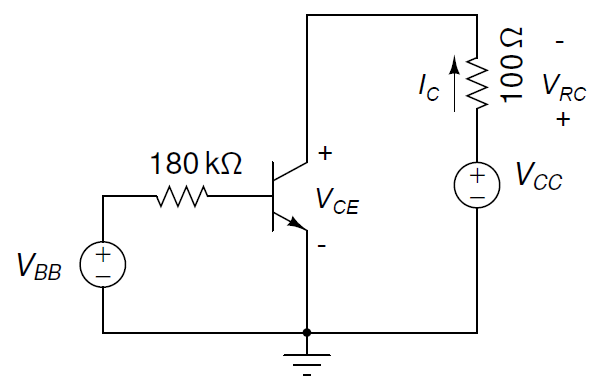 100 Ω
-
I_C
V_RC
+
180 kΩ
+
V_CE
-
+
−
V_CC
V_BB
+
−